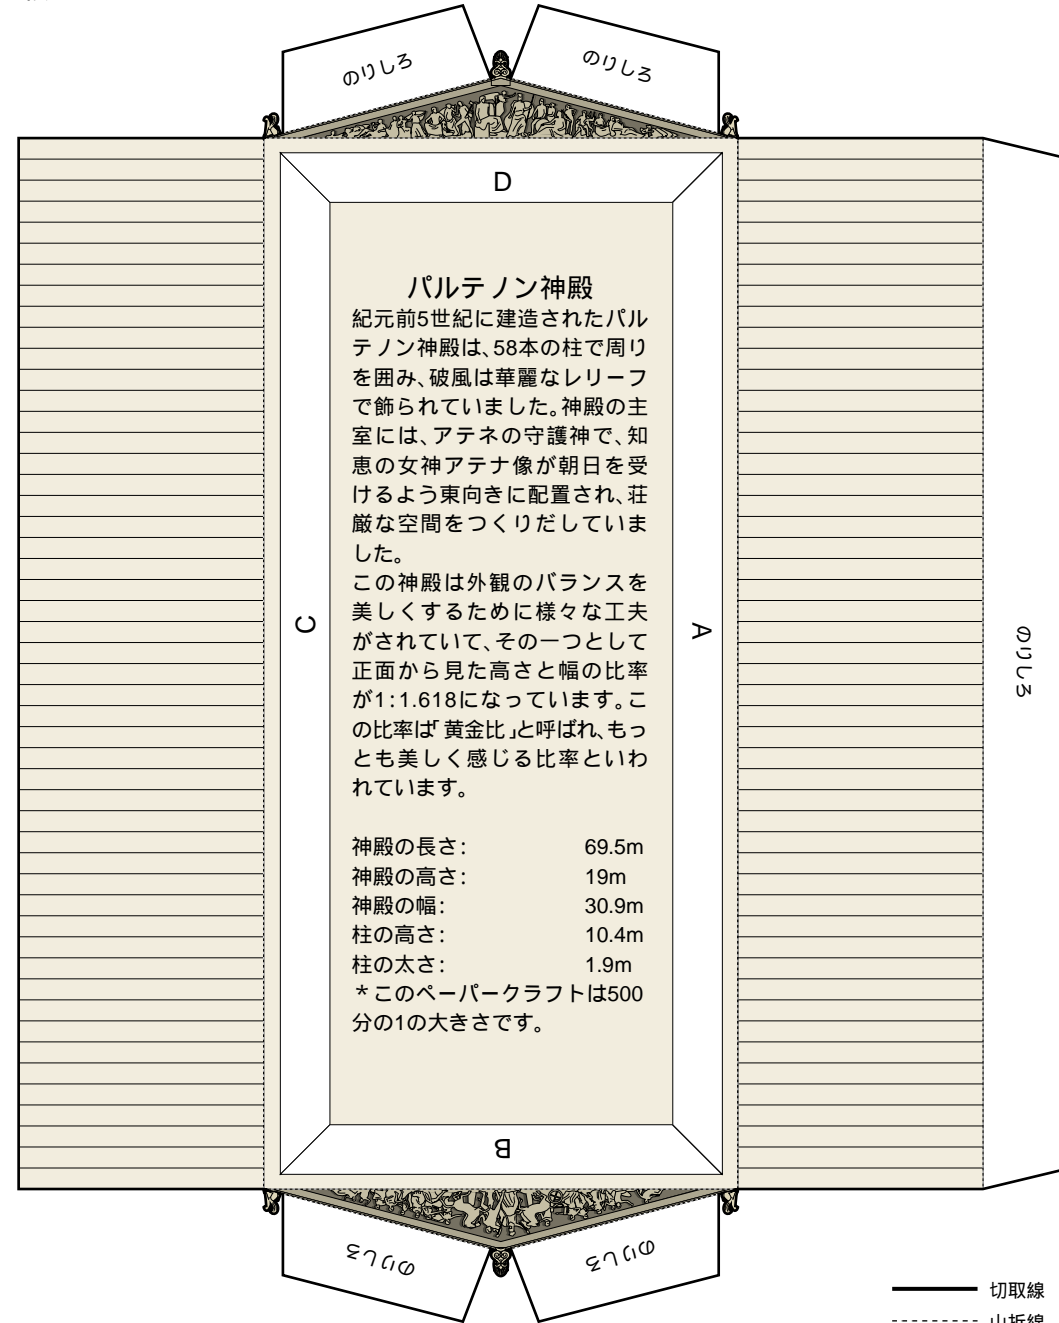 のりしろ
のりしろ
D
パルテノン神殿
紀元前5世紀に建造されたパル
テノン神殿は、58本の柱で周り
を囲み、破風は華麗なレリーフ
で飾られていました。神殿の主
室には、アテネの守護神で、知
恵の女神アテナ像が朝日を受
けるよう東向きに配置され、荘
厳な空間をつくりだしていま
した。
この神殿は外観のバランスを
美しくするために様々な工夫
がされていて、その一つとして
正面から見た高さと幅の比率
が1:1.618になっています。こ
の比率は「黄金比」と呼ばれ、もっ
とも美しく感じる比率といわ
れています。
C
A
のりしろ
神殿の長さ: 69.5m
神殿の高さ: 19m
神殿の幅: 30.9m
柱の高さ: 10.4m
柱の太さ: 1.9m
*このペーパークラフトは500
分の1の大きさです。
B
のりしろ
のりしろ
切取線
山折線